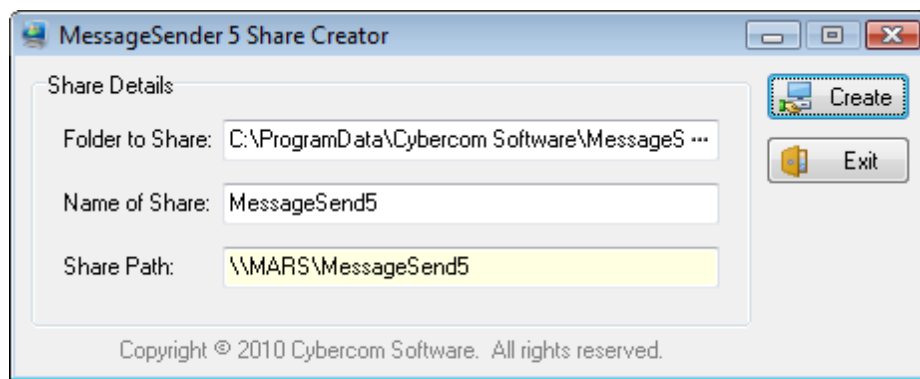 MessageSender 5 Share Creator
Share Details
Folder to Share: C:\ProgramData\Cybercom Software\MessageS ...
Name of Share: MessageSend5
Share Path: \\MARS\MessageSend5
Create
Exit
Copyright © 2010 Cybercom Software. All rights reserved.